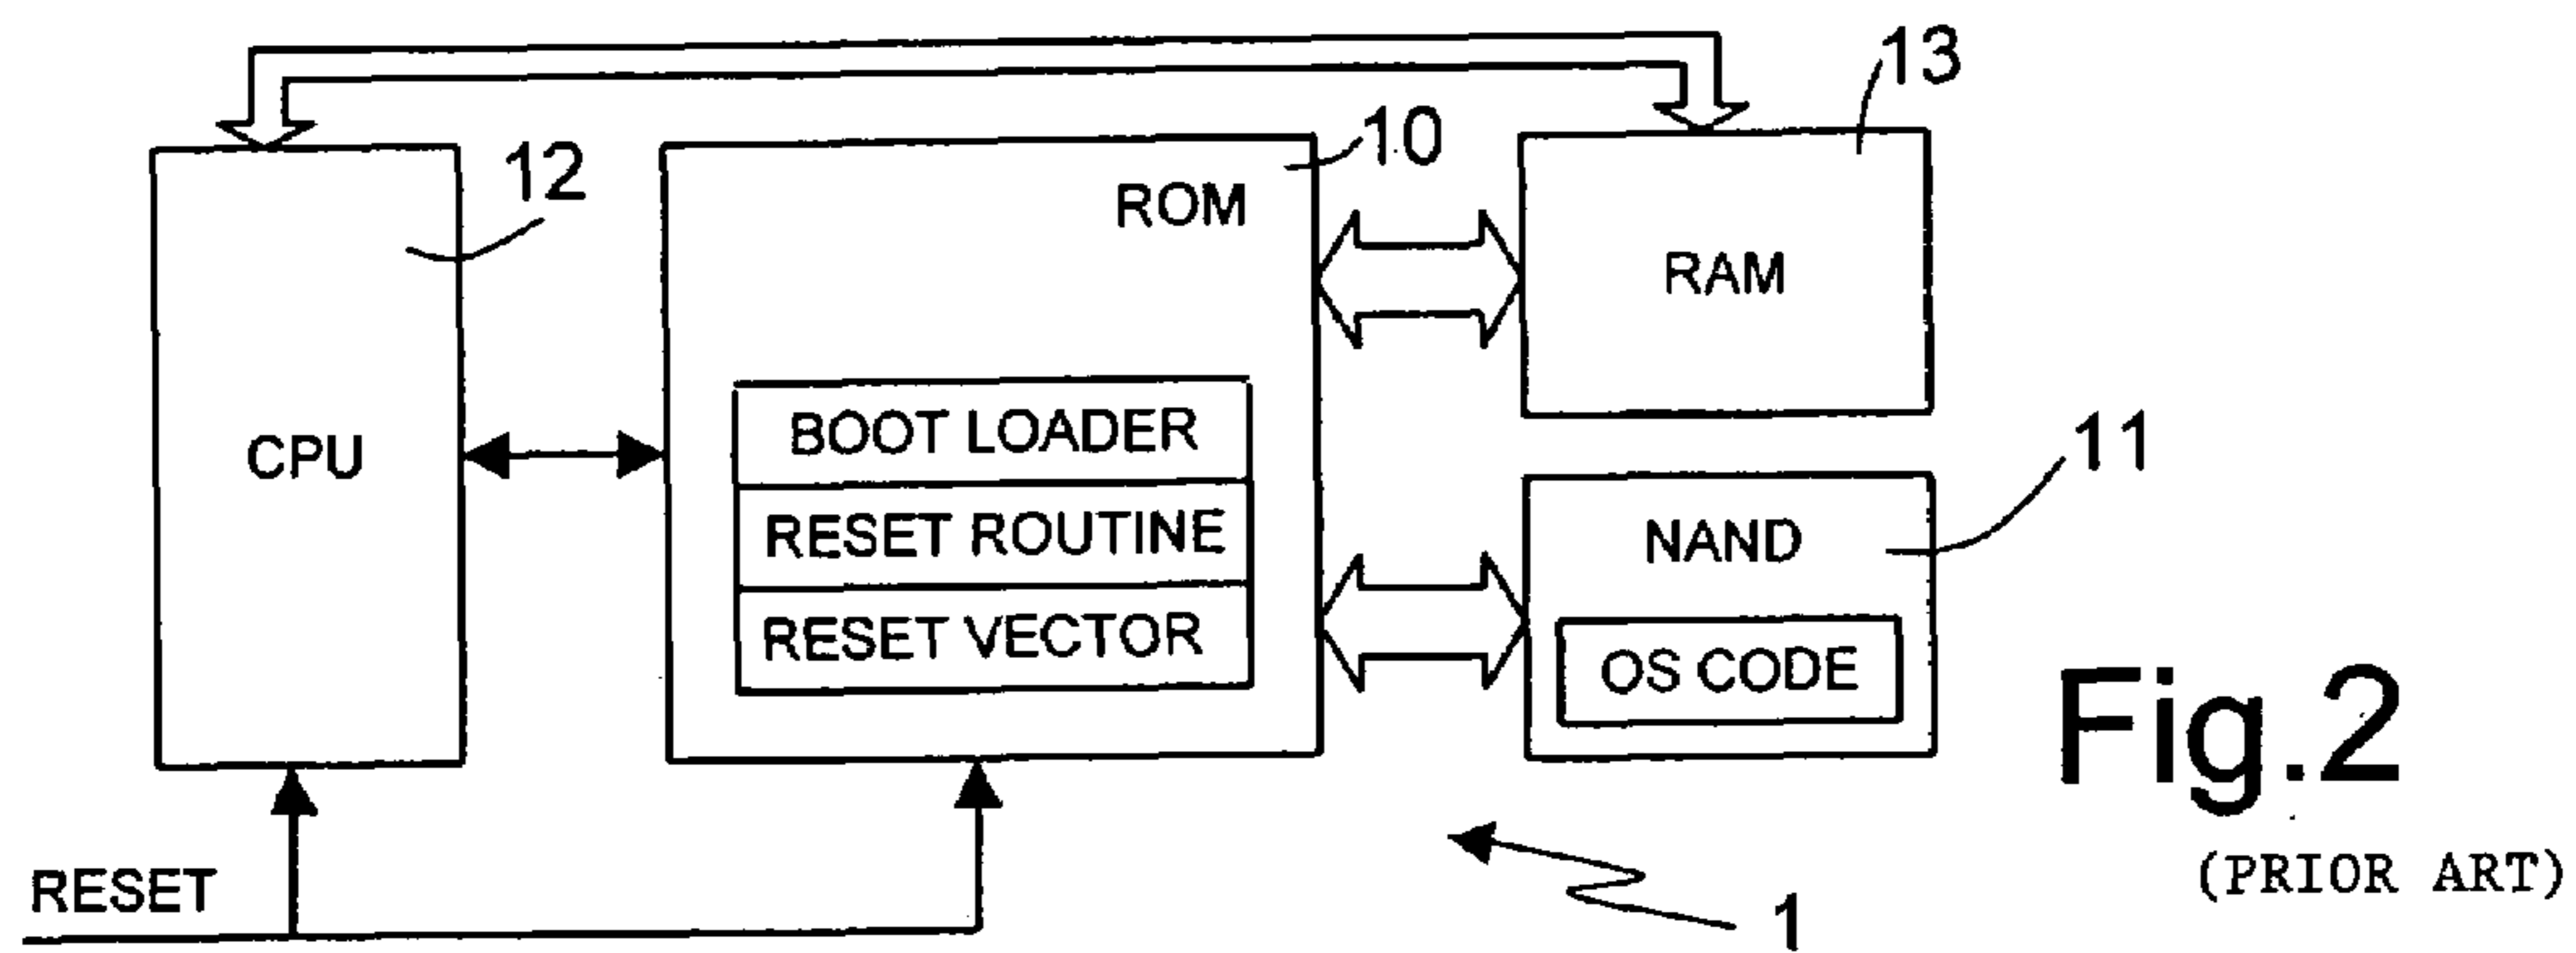 13
10
12
ROM
RAM
BOOT LOADER
11
CPU
RESET ROUTINE
NAND
RESET VECTOR
OS CODE
Fig.2
(PRIOR ART)
RESET
1